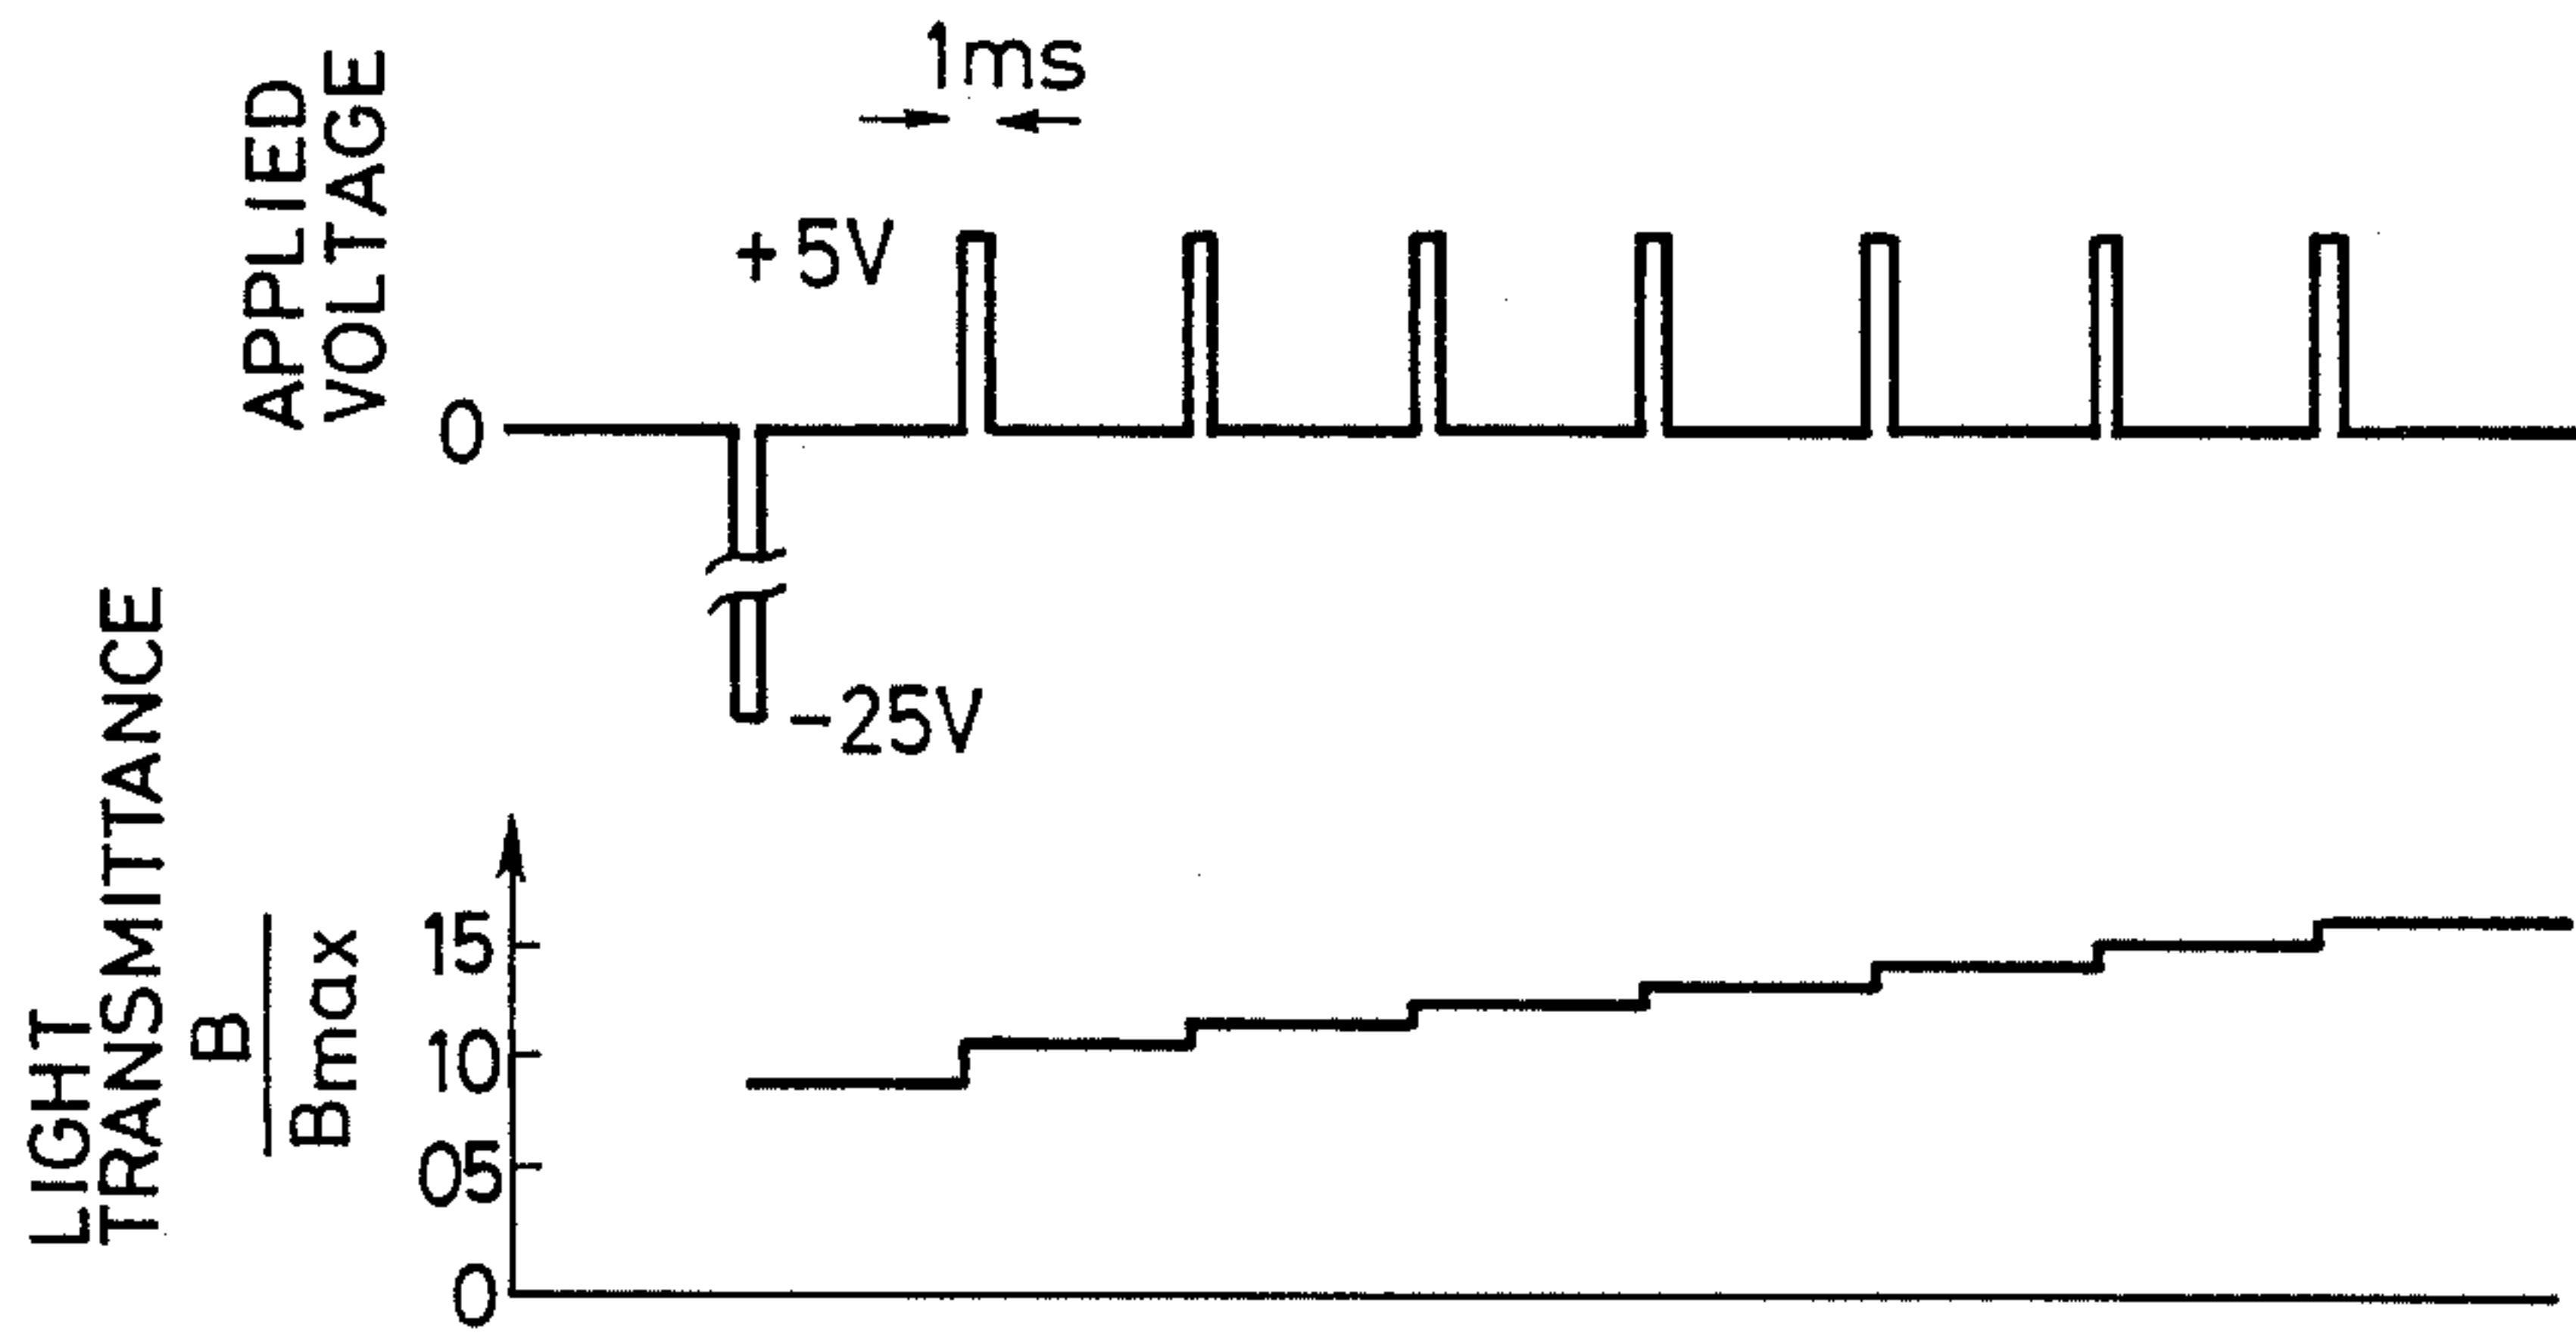 APPLIED
VOLTAGE
1ms
+5V
0
-25V
LIGHT
TRANSMITTANCE
B
Bmax
15
10
05
0